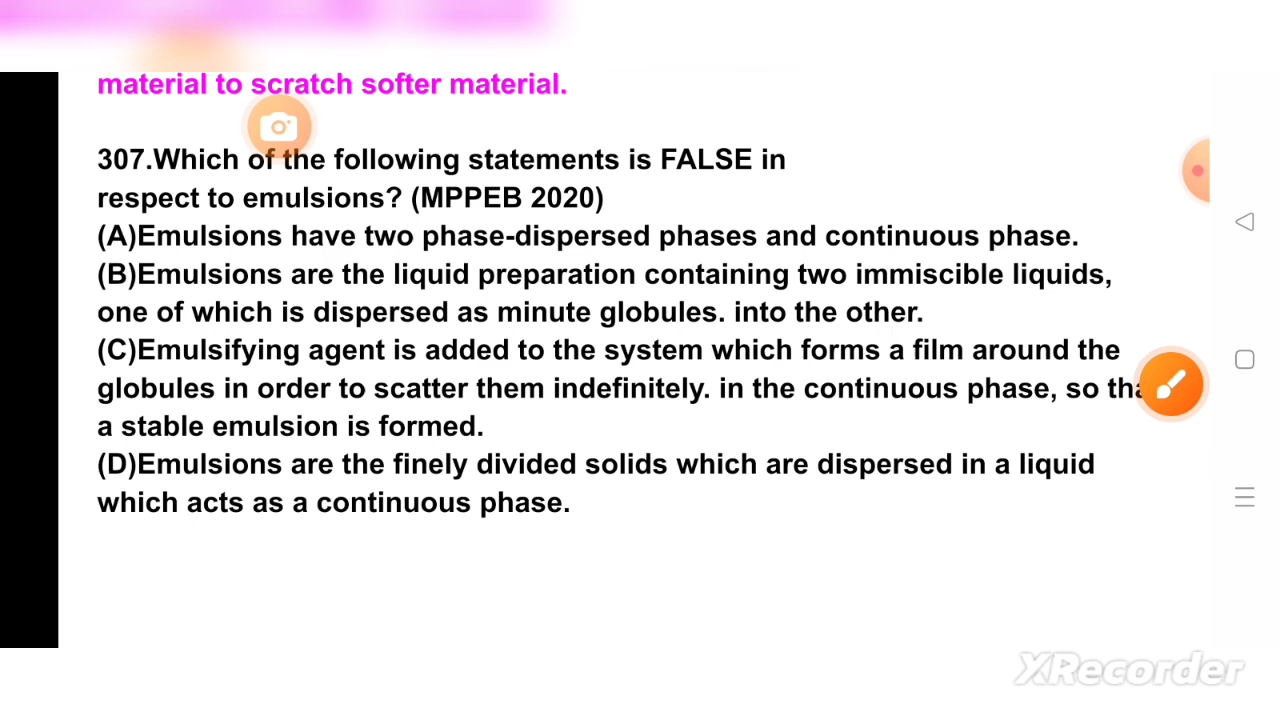 material to scratch softer material.
307.Which of the following statements is FALSE in
respect to emulsions? (MPPEB 2020)
(A)Emulsions have two phase-dispersed phases and continuous phase.
(B)Emulsions are the liquid preparation containing two immiscible liquids,
one of which is dispersed as minute globules. into the other.
(C)Emulsifying agent is added to the system which forms a film around the
globules in order to scatter them indefinitely. in the continuous phase, so tha
a stable emulsion is formed.
(D)Emulsions are the finely divided solids which are dispersed in a liquid
which acts as a continuous phase.
XRecorder